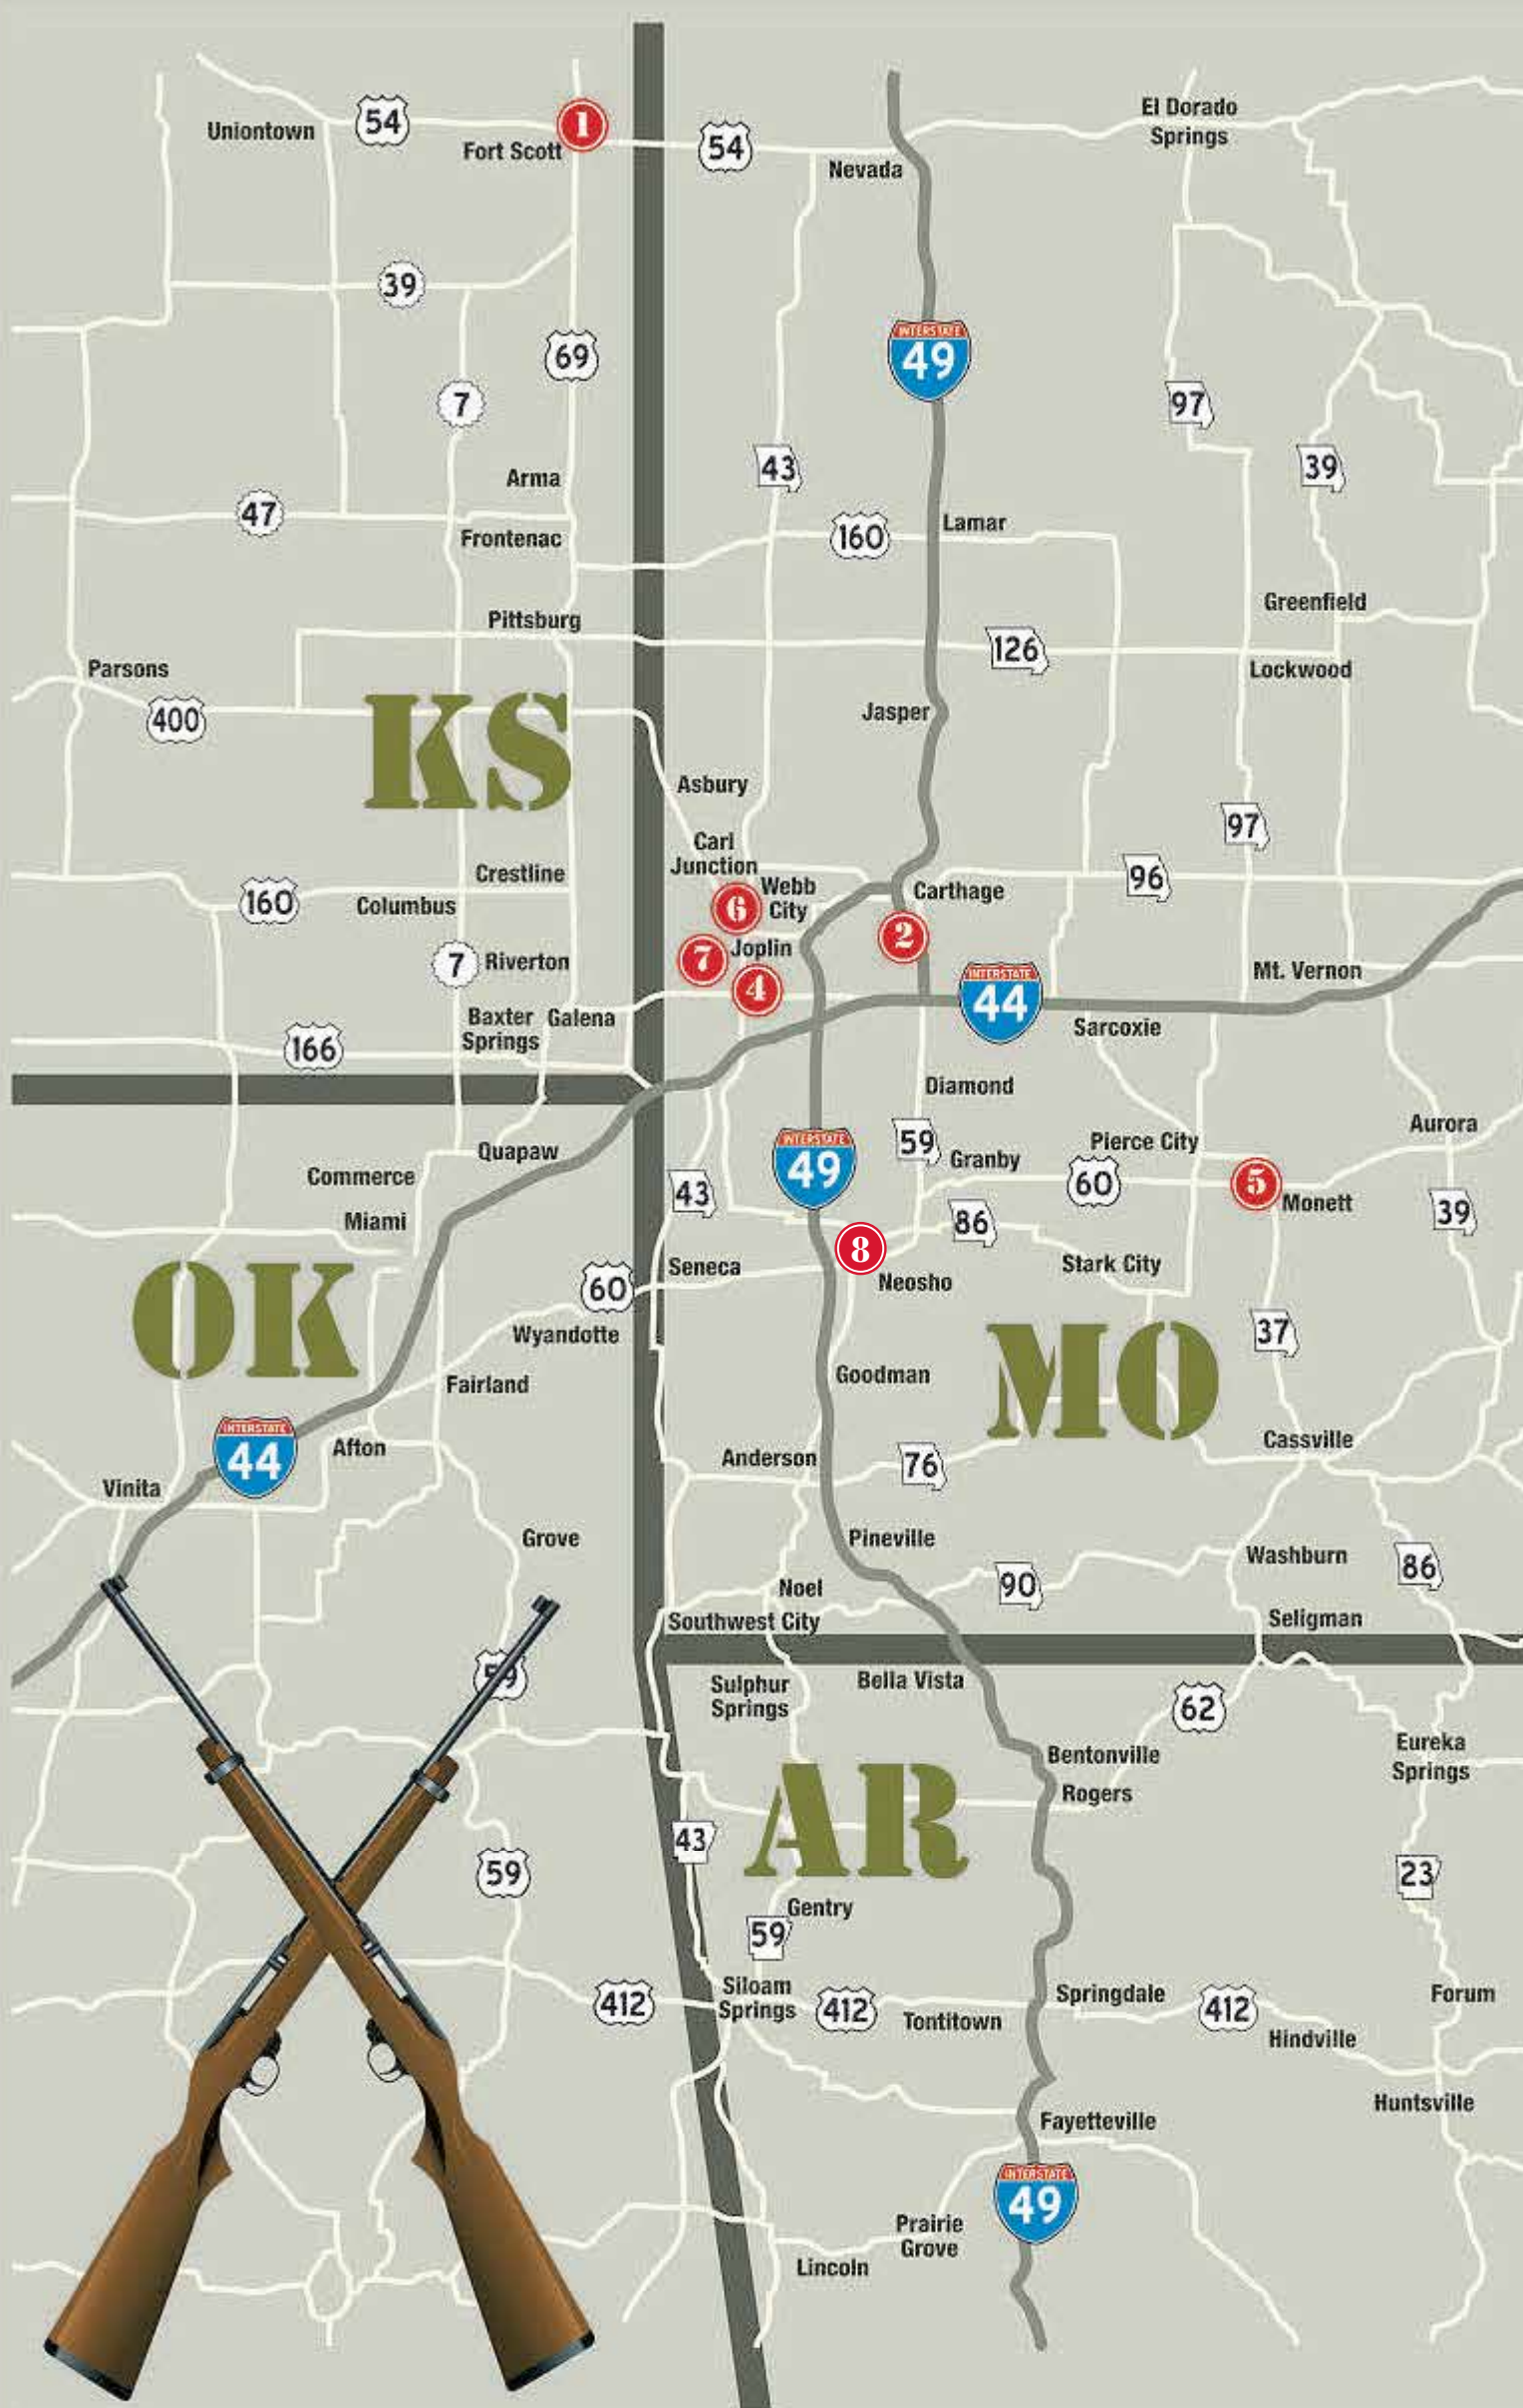 El Dorado
Springs
Uniontown
54
1
Fort Scott
54
Nevada
39
69
INTERSTATE
49
7
97
43
39
Arma
47
Frontenac
160
Lamar
Greenfield
Pittsburg
126
Parsons
Lockwood
400
Jasper
KS
Asbury
97
Carl
Junction
Crestline
Webb
City
96
160
Columbus
6
Carthage
2
7
Riverton
7
Joplin
4
Mt. Vernon
INTERSTATE
44
Baxter
Springs
Galena
Sarcoxie
166
Diamond
Aurora
Quapaw
INTERSTATE
49
59
Granby
Pierce City
Commerce
43
60
5
Monett
39
Miami
86
8
OK
Seneca
Neosho
Stark City
60
Wyandotte
MO
37
Fairland
Goodman
INTERSTATE
44
Afton
Anderson
76
Cassville
Vinita
Grove
Pineville
Washburn
86
Noel
90
Southwest City
Seligman
59
Sulphur
Springs
Bella Vista
62
Bentonville
Rogers
Eureka
Springs
AR
43
59
23
Gentry
59
412
Siloam
Springs
412
Tontitown
Springdale
412
Hindville
Forum
Huntsville
Fayetteville
INTERSTATE
49
Prairie
Grove
Lincoln